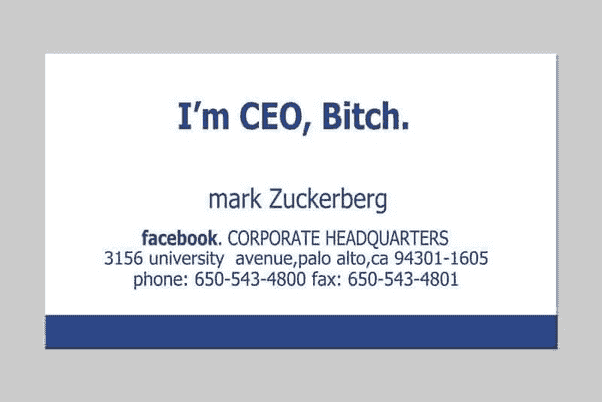 I'm CEO, Bitch.
mark Zuckerberg
facebook. CORPORATE HEADQUARTERS
3156 university avenue,palo alto,ca 94301-1605
phone: 650-543-4800 fax: 650-543-4801